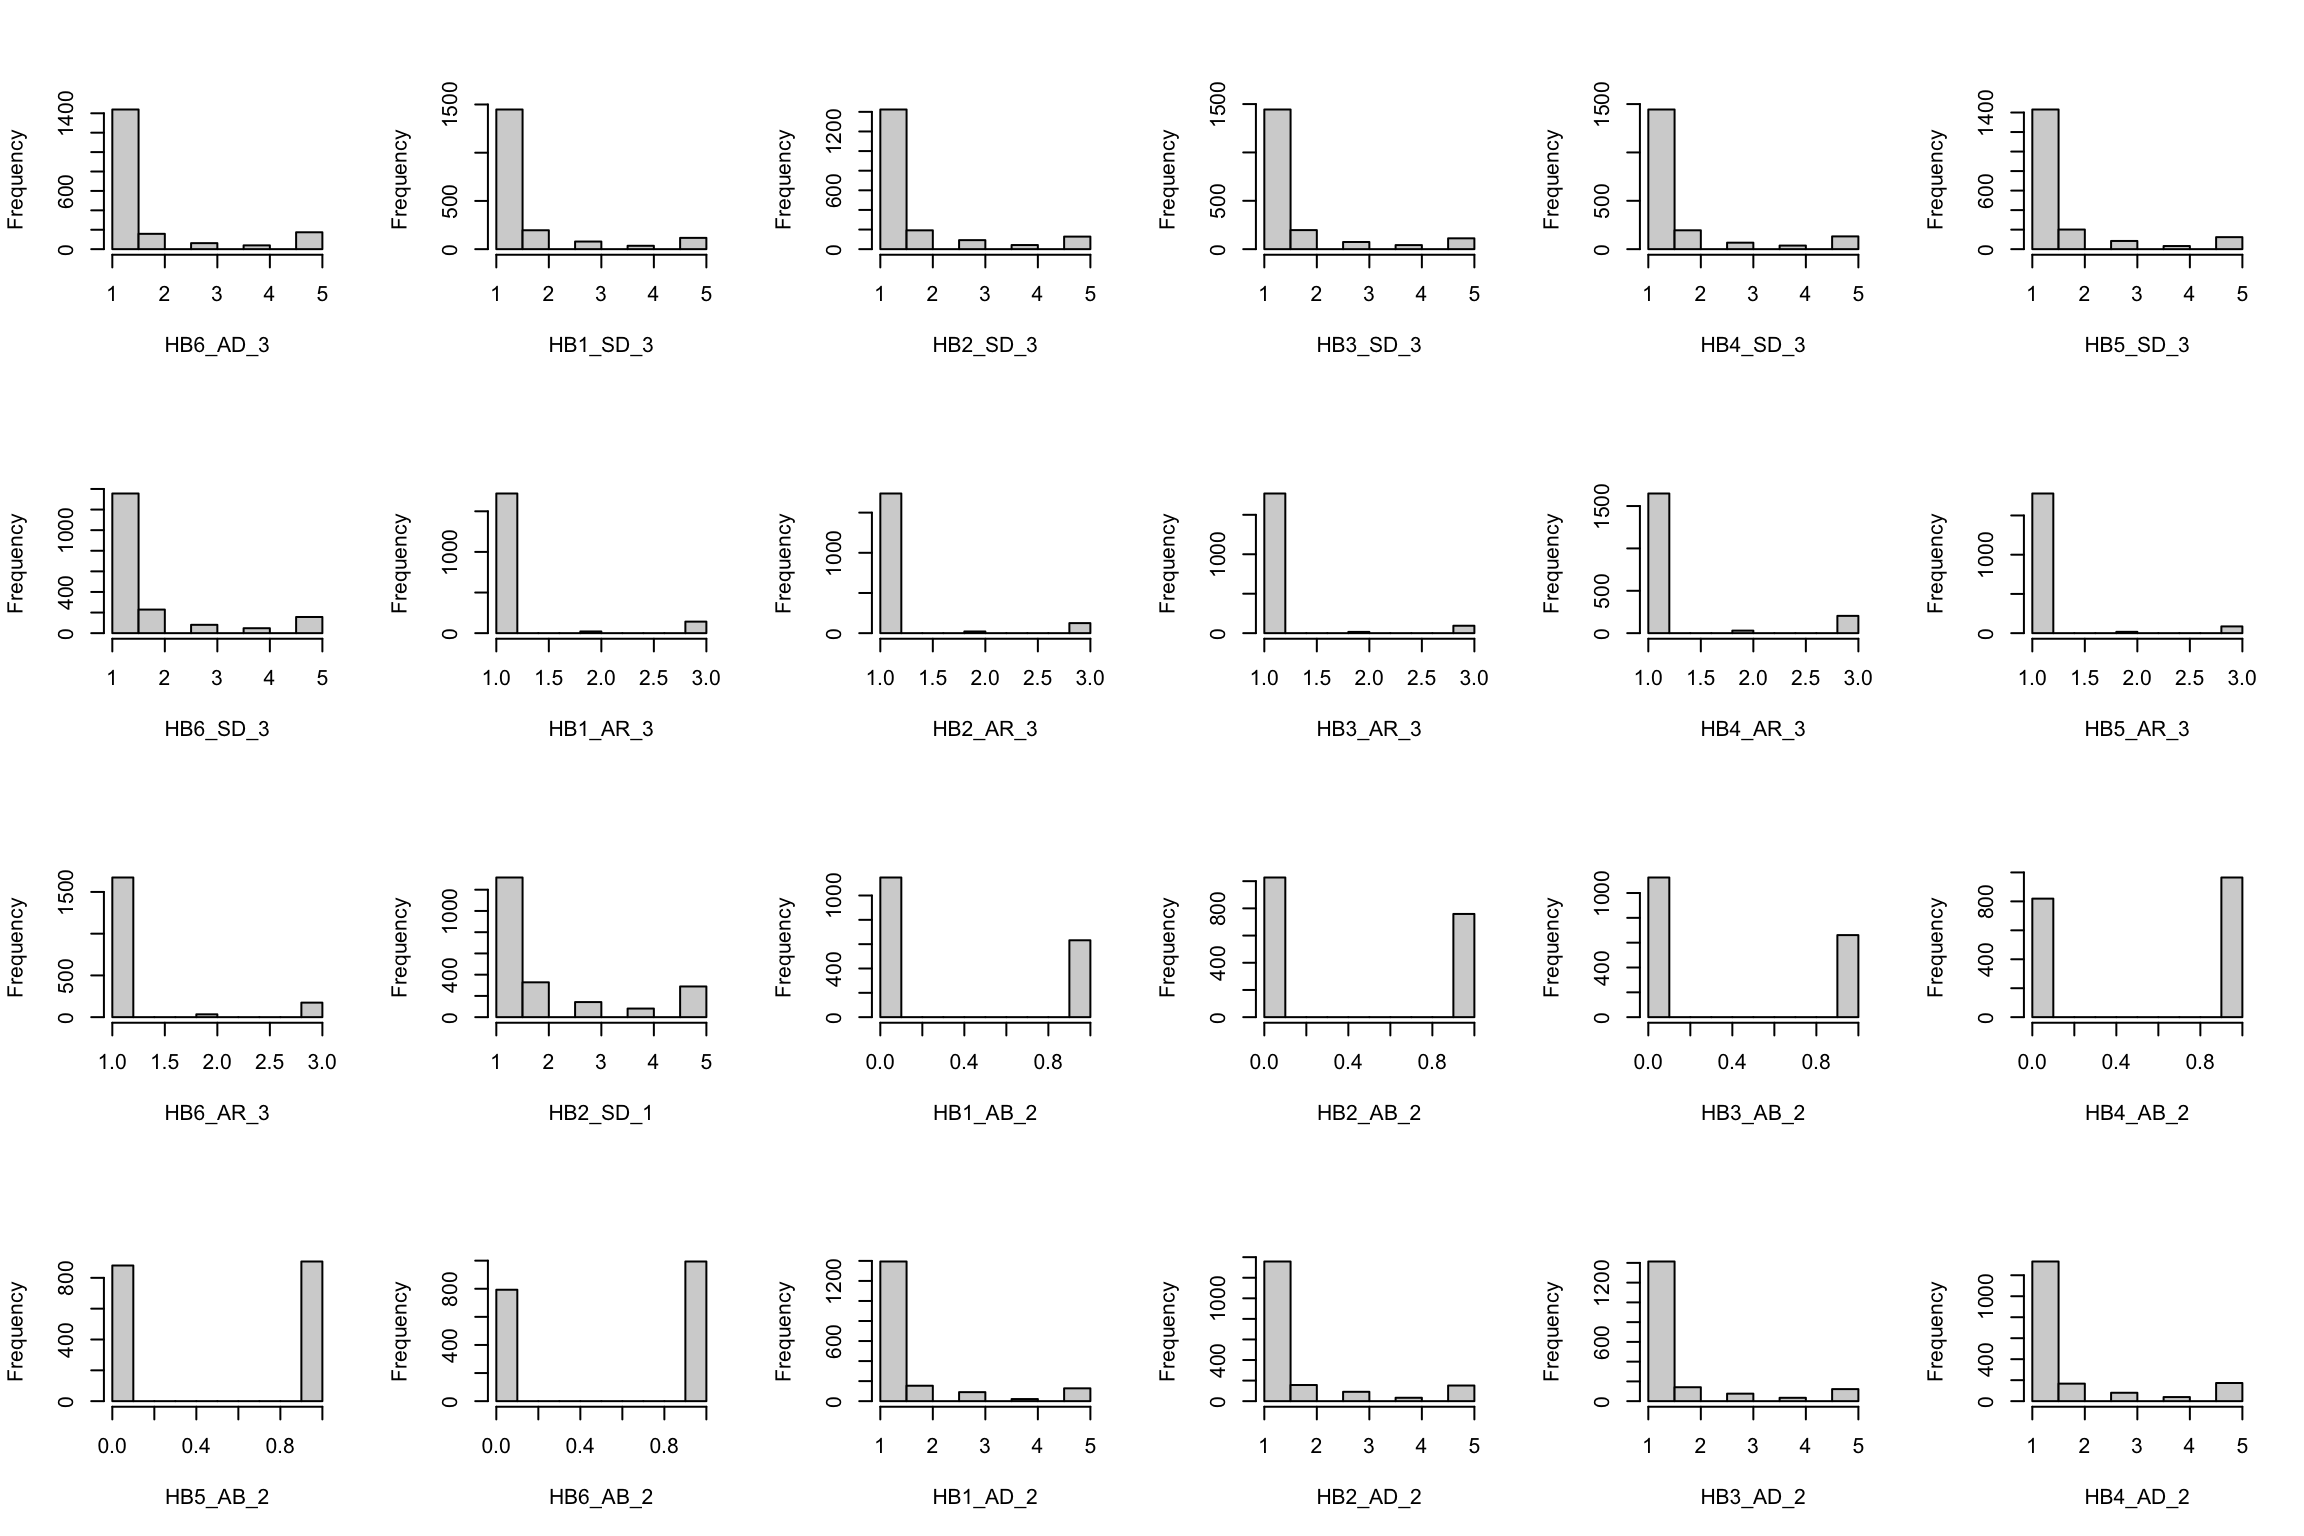 Frequency
0 600 1400
1 2 3 4 5
HB6_AD_3
Frequency
0 500 1500
1 2 3 4 5
HB1_SD_3
Frequency
0 600 1200
1 2 3 4 5
HB2_SD_3
Frequency
0 500 1500
1 2 3 4 5
HB3_SD_3
Frequency
0 500 1500
1 2 3 4 5
HB4_SD_3
Frequency
0 600 1400
1 2 3 4 5
HB5_SD_3
Frequency
0 400 1000
1 2 3 4 5
HB6_SD_3
Frequency
0 1000
1.0 1.5 2.0 2.5 3.0
HB1_AR_3
Frequency
0 1000
1.0 1.5 2.0 2.5 3.0
HB2_AR_3
Frequency
0 1000
1.0 1.5 2.0 2.5 3.0
HB3_AR_3
Frequency
0 500 1500
1.0 1.5 2.0 2.5 3.0
HB4_AR_3
Frequency
0 1000
1.0 1.5 2.0 2.5 3.0
HB5_AR_3
Frequency
0 500 1500
1.0 1.5 2.0 2.5 3.0
HB6_AR_3
Frequency
0 400 1000
1 2 3 4 5
HB2_SD_1
Frequency
0 400 1000
0.0 0.4 0.8
HB1_AB_2
Frequency
0 400 800
0.0 0.4 0.8
HB2_AB_2
Frequency
0 400 1000
0.0 0.4 0.8
HB3_AB_2
Frequency
0 400 800
0.0 0.4 0.8
HB4_AB_2
Frequency
0 400 800
0.0 0.4 0.8
HB5_AB_2
Frequency
0 400 800
0.0 0.4 0.8
HB6_AB_2
Frequency
0 600 1200
1 2 3 4 5
HB1_AD_2
Frequency
0 400 1000
1 2 3 4 5
HB2_AD_2
Frequency
0 600 1200
1 2 3 4 5
HB3_AD_2
Frequency
0 400 1000
1 2 3 4 5
HB4_AD_2